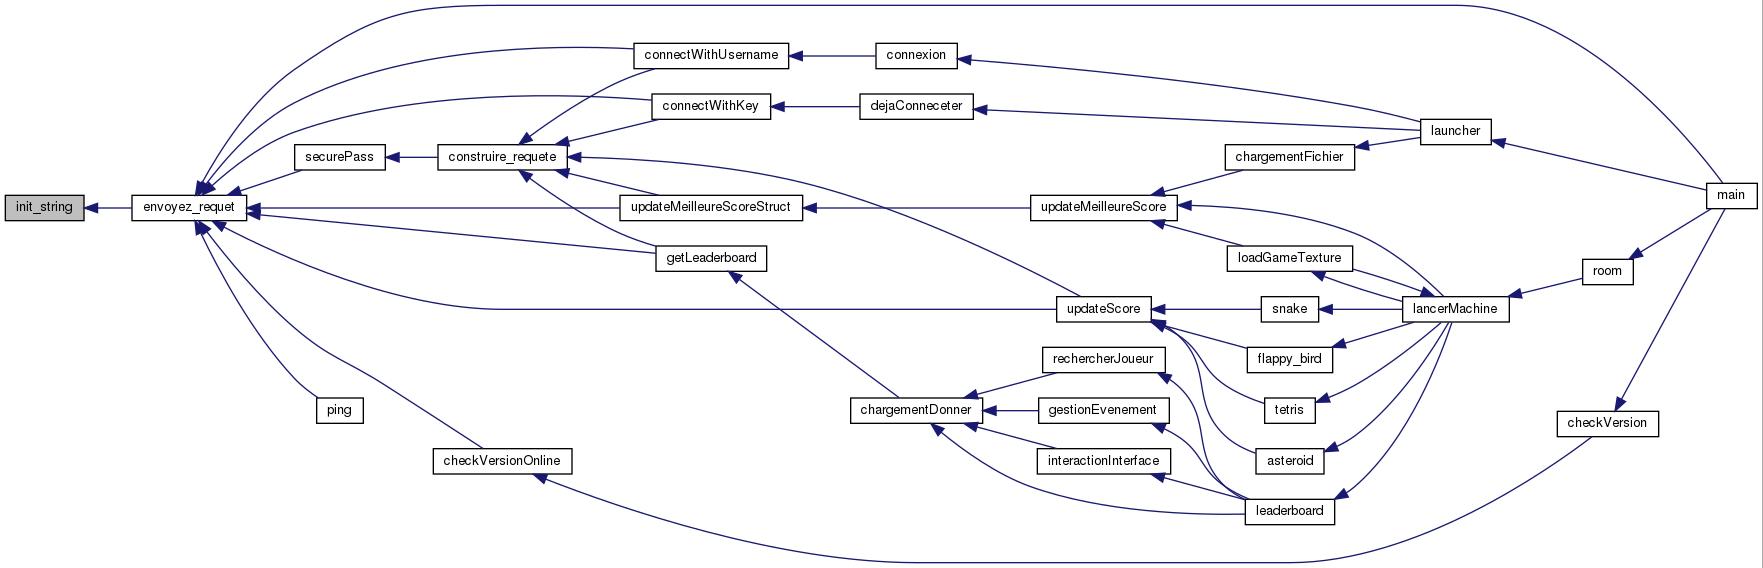 connectWithUsername
connexion
connectWithKey
dejaConneceter
launcher
securePass
construire_requete
chargementFichier
main
init_string
envoyez_requet
updateMeilleureScoreStruct
updateMeilleureScore
getLeaderboard
loadGameTexture
room
updateScore
snake
lancerMachine
rechercherJoueur
flappy_bird
ping
chargementDonner
gestionEvenement
tetris
checkVersion
checkVersionOnline
interactionInterface
asteroid
leaderboard